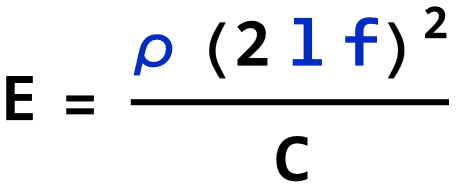 E = ρ (2 l f)² / C